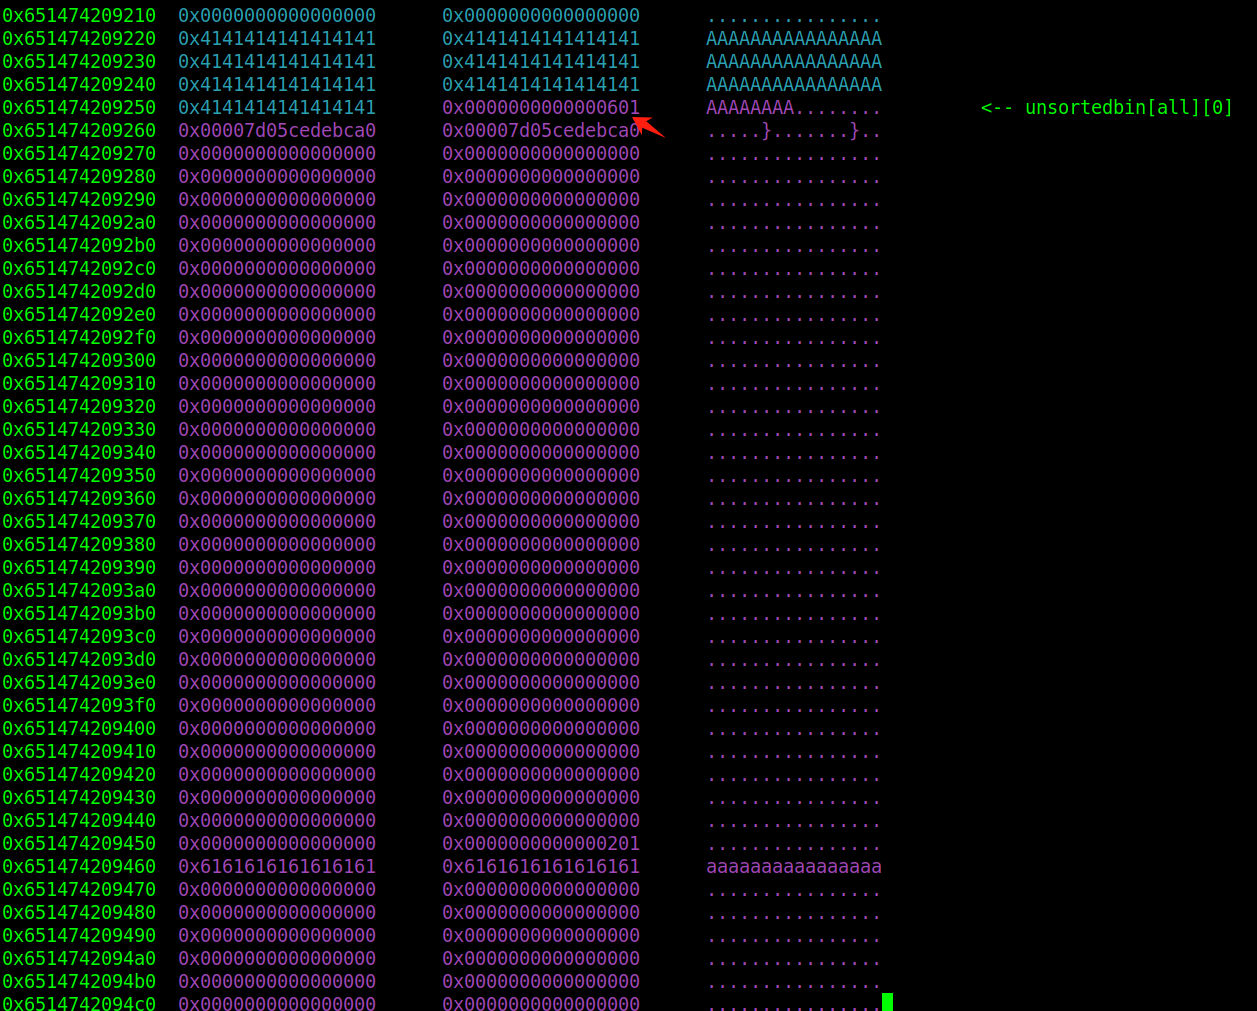 0x651474209210 0x0000000000000000 0x0000000000000000 ................
0x651474209220 0x4141414141414141 0x4141414141414141 AAAAAAAAAAAAAAAA
0x651474209230 0x4141414141414141 0x4141414141414141 AAAAAAAAAAAAAAAA
0x651474209240 0x4141414141414141 0x4141414141414141 AAAAAAAAAAAAAAAA
0x651474209250 0x4141414141414141 0x0000000000000601 AAAAAAAA........ <-- unsortedbin[all][0]
0x651474209260 0x00007d05cedebca0 0x00007d05cedebca0 .....}.......}..
0x651474209270 0x0000000000000000 0x0000000000000000 ................
0x651474209280 0x0000000000000000 0x0000000000000000 ................
0x651474209290 0x0000000000000000 0x0000000000000000 ................
0x6514742092a0 0x0000000000000000 0x0000000000000000 ................
0x6514742092b0 0x0000000000000000 0x0000000000000000 ................
0x6514742092c0 0x0000000000000000 0x0000000000000000 ................
0x6514742092d0 0x0000000000000000 0x0000000000000000 ................
0x6514742092e0 0x0000000000000000 0x0000000000000000 ................
0x6514742092f0 0x0000000000000000 0x0000000000000000 ................
0x651474209300 0x0000000000000000 0x0000000000000000 ................
0x651474209310 0x0000000000000000 0x0000000000000000 ................
0x651474209320 0x0000000000000000 0x0000000000000000 ................
0x651474209330 0x0000000000000000 0x0000000000000000 ................
0x651474209340 0x0000000000000000 0x0000000000000000 ................
0x651474209350 0x0000000000000000 0x0000000000000000 ................
0x651474209360 0x0000000000000000 0x0000000000000000 ................
0x651474209370 0x0000000000000000 0x0000000000000000 ................
0x651474209380 0x0000000000000000 0x0000000000000000 ................
0x651474209390 0x0000000000000000 0x0000000000000000 ................
0x6514742093a0 0x0000000000000000 0x0000000000000000 ................
0x6514742093b0 0x0000000000000000 0x0000000000000000 ................
0x6514742093c0 0x0000000000000000 0x0000000000000000 ................
0x6514742093d0 0x0000000000000000 0x0000000000000000 ................
0x6514742093e0 0x0000000000000000 0x0000000000000000 ................
0x6514742093f0 0x0000000000000000 0x0000000000000000 ................
0x651474209400 0x0000000000000000 0x0000000000000000 ................
0x651474209410 0x0000000000000000 0x0000000000000000 ................
0x651474209420 0x0000000000000000 0x0000000000000000 ................
0x651474209430 0x0000000000000000 0x0000000000000000 ................
0x651474209440 0x0000000000000000 0x0000000000000000 ................
0x651474209450 0x0000000000000000 0x0000000000000201 ................
0x651474209460 0x6161616161616161 0x6161616161616161 aaaaaaaaaaaaaaaa
0x651474209470 0x0000000000000000 0x0000000000000000 ................
0x651474209480 0x0000000000000000 0x0000000000000000 ................
0x651474209490 0x0000000000000000 0x0000000000000000 ................
0x6514742094a0 0x0000000000000000 0x0000000000000000 ................
0x6514742094b0 0x0000000000000000 0x0000000000000000 ................
0x6514742094c0 0x0000000000000000 0x0000000000000000 ................